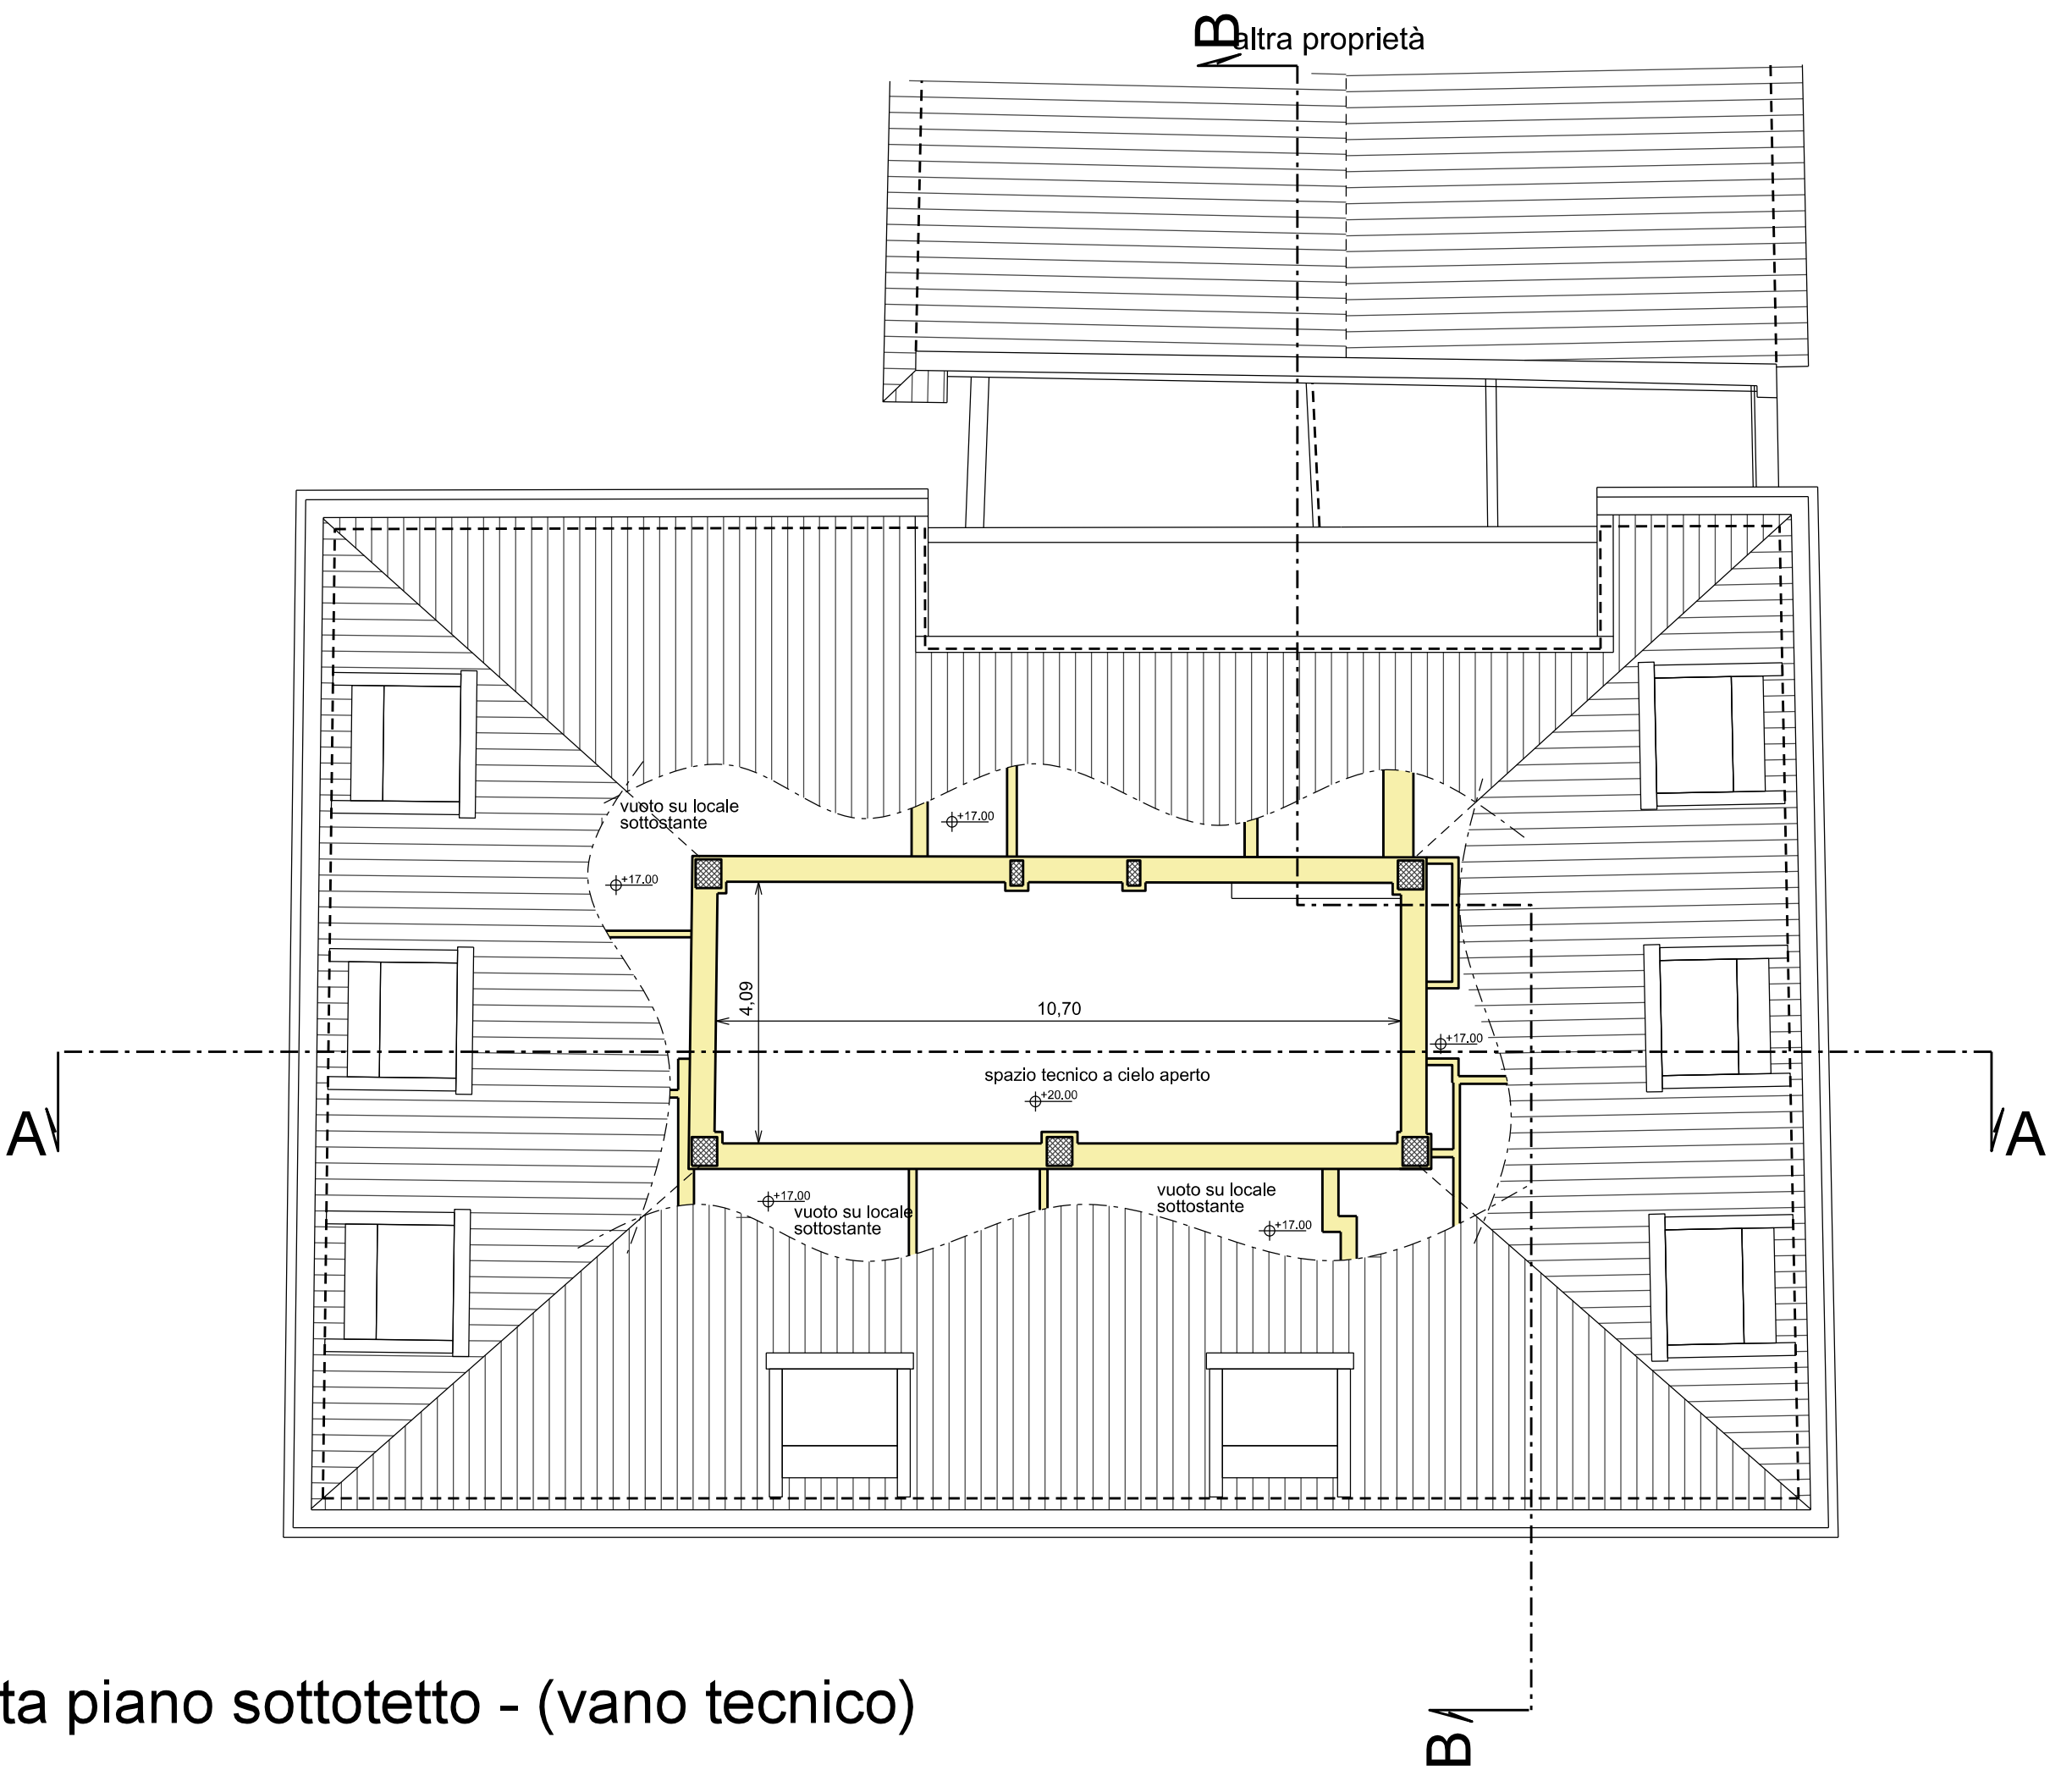 B
altra proprietà
vuoto su locale
sottostante
+17.00
+17.00
4,09
10,70
+17.00
spazio tecnico a cielo aperto
+20.00
A
A
vuoto su locale
sottostante
+17.00
vuoto su locale
sottostante
+17.00
ta piano sottotetto - (vano tecnico)
B